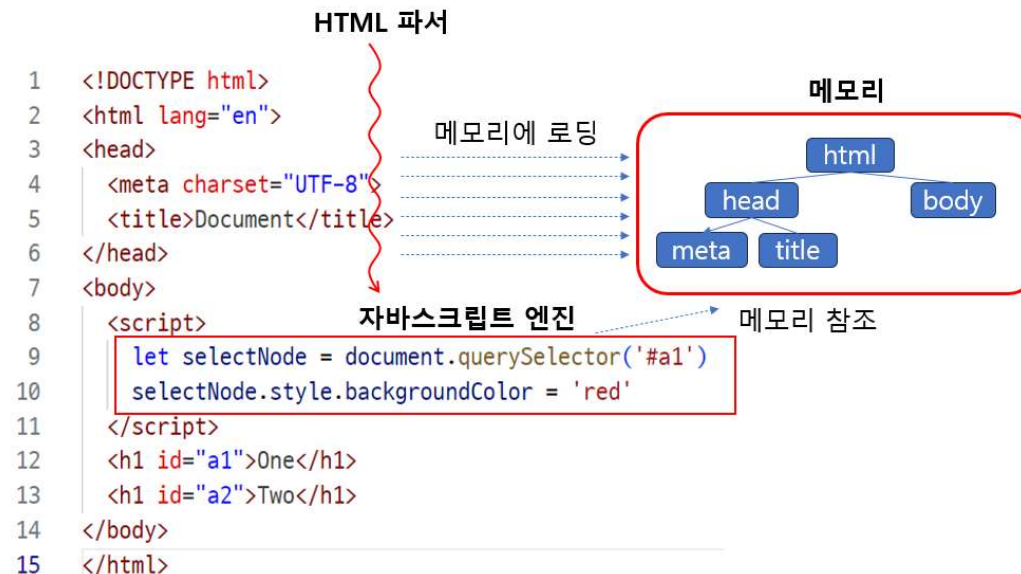 HTML 파서
메모리
메모리에 로딩
html
head
body
meta
title
메모리 참조
자바스크립트 엔진
1 <!DOCTYPE html>
2 <html lang="en">
3 <head>
4 <meta charset="UTF-8">
5 <title>Document</title>
6 </head>
7 <body>
8 <script>
9 let selectNode = document.querySelector('#a1')
10 selectNode.style.backgroundColor = 'red'
11 </script>
12 <h1 id="a1">One</h1>
13 <h1 id="a2">Two</h1>
14 </body>
15 </html>